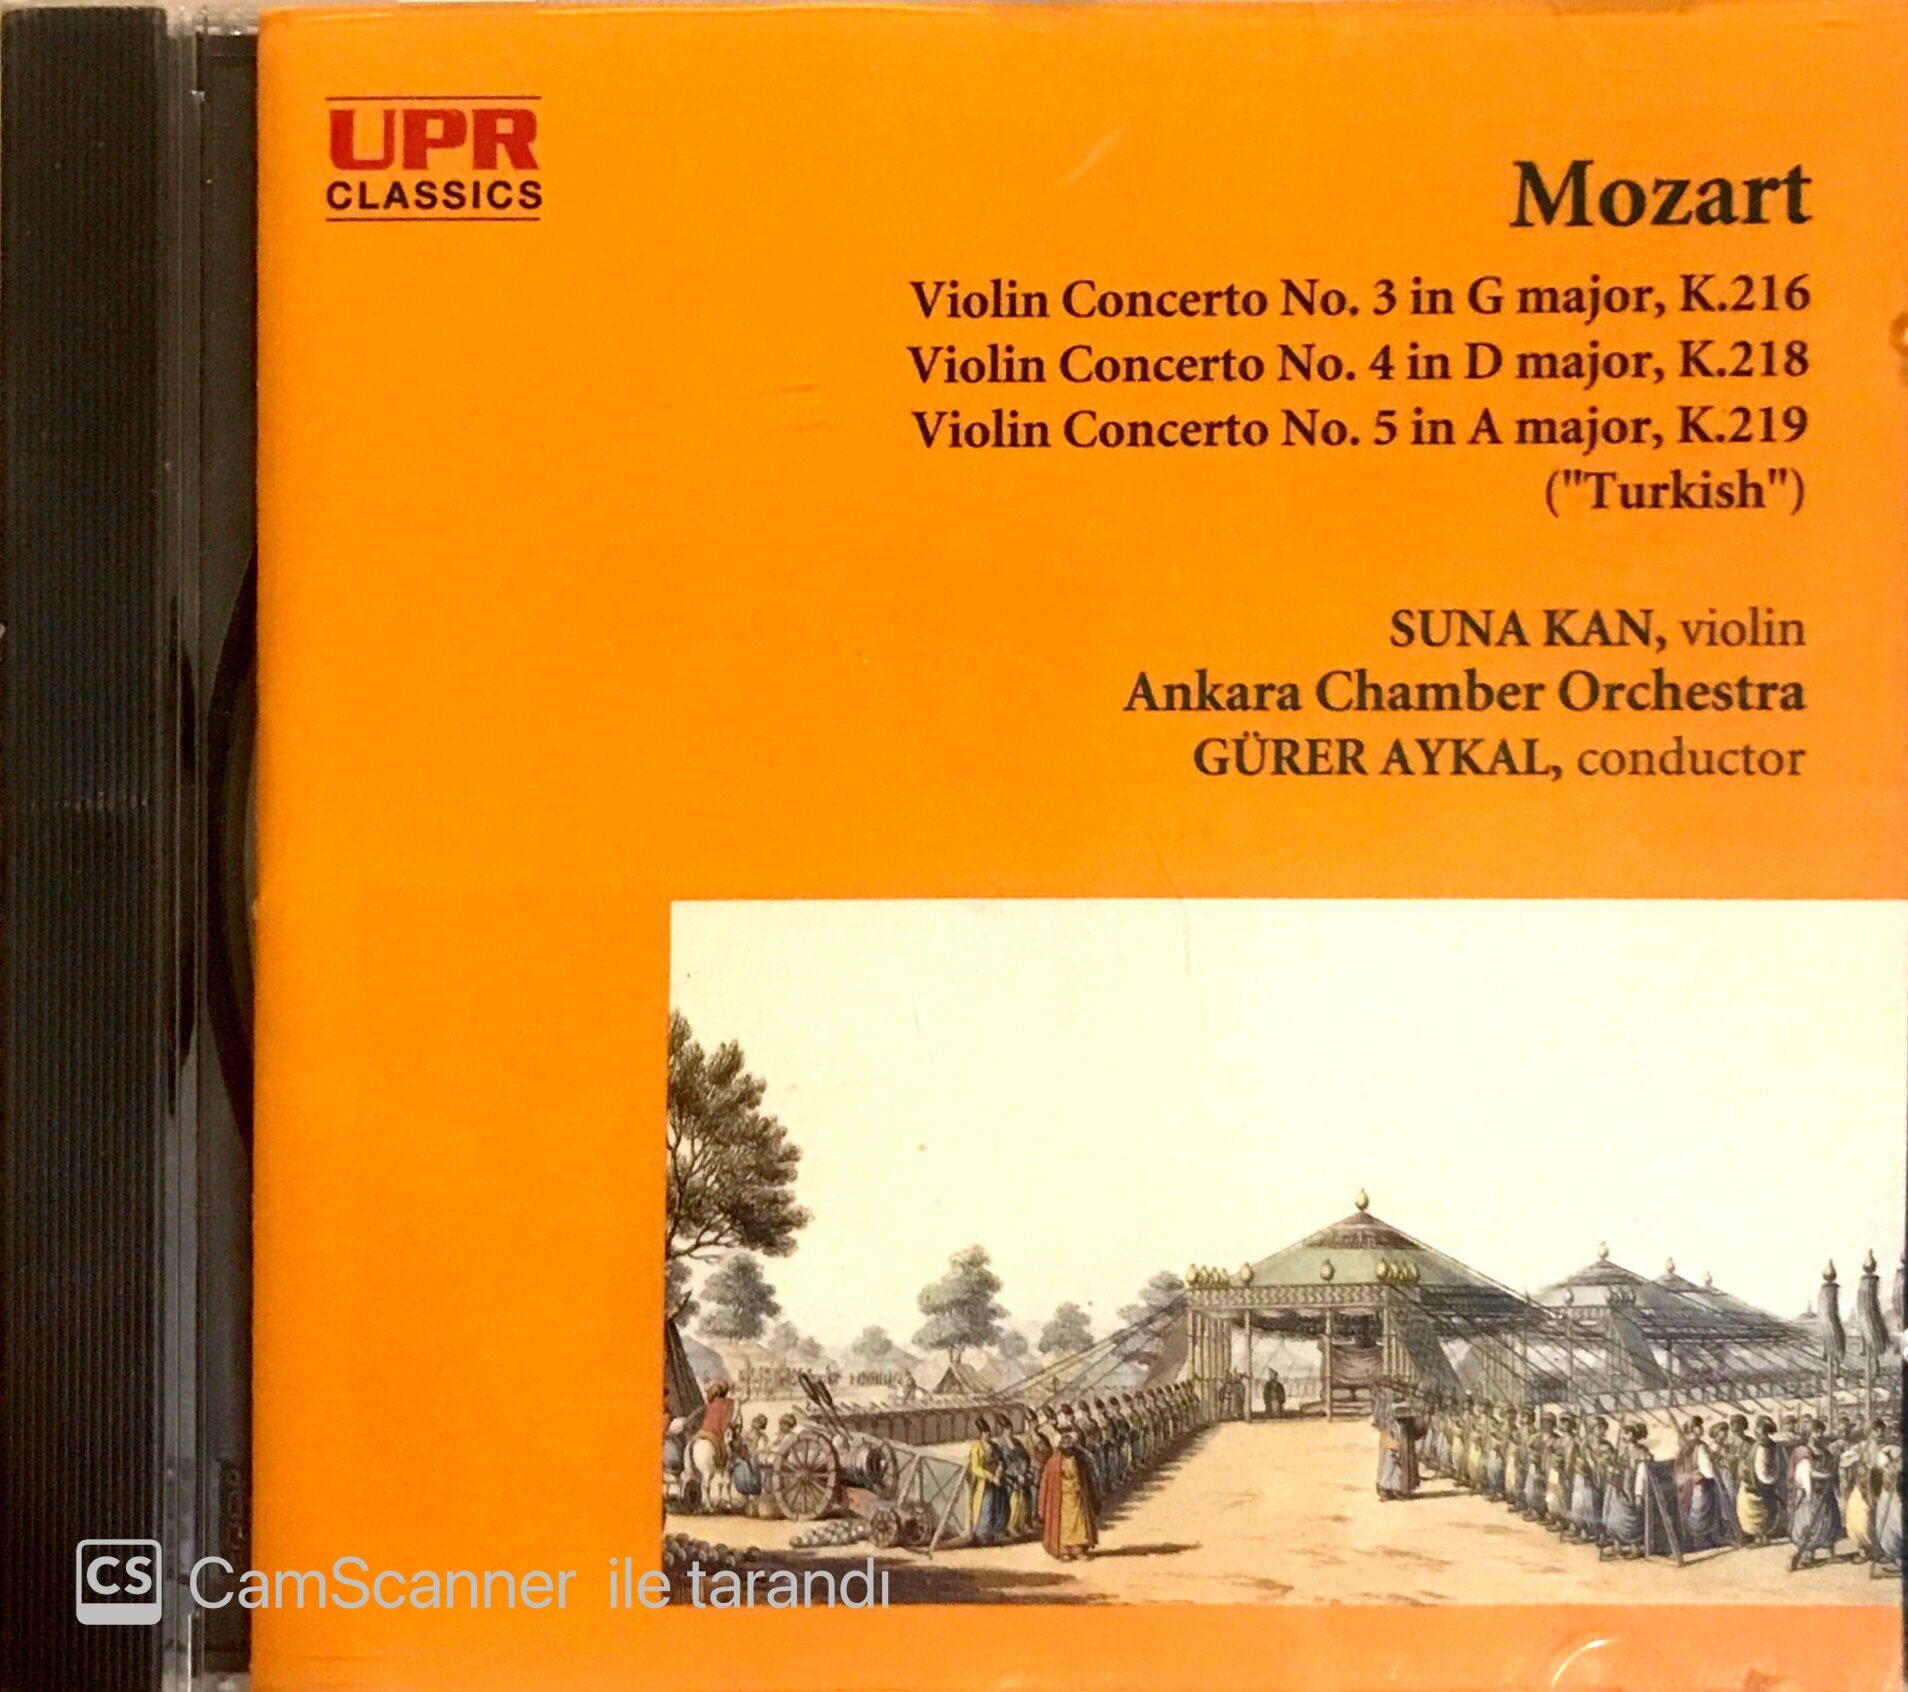 UPR
CLASSICS
Mozart
Violin Concerto No. 3 in G major, K.216
Violin Concerto No. 4 in D major, K.218
Violin Concerto No. 5 in A major, K.219
("Turkish")
SUNA KAN, violin
Ankara Chamber Orchestra
GÜRER AYKAL, conductor
CS CamScanner ile tarandı